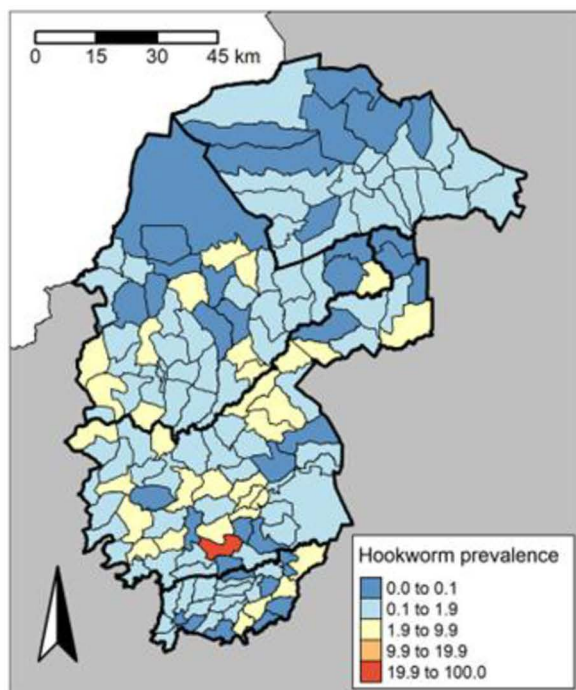 0 15 30 45 km
Hookworm prevalence
0.0 to 0.1
0.1 to 1.9
1.9 to 9.9
9.9 to 19.9
19.9 to 100.0